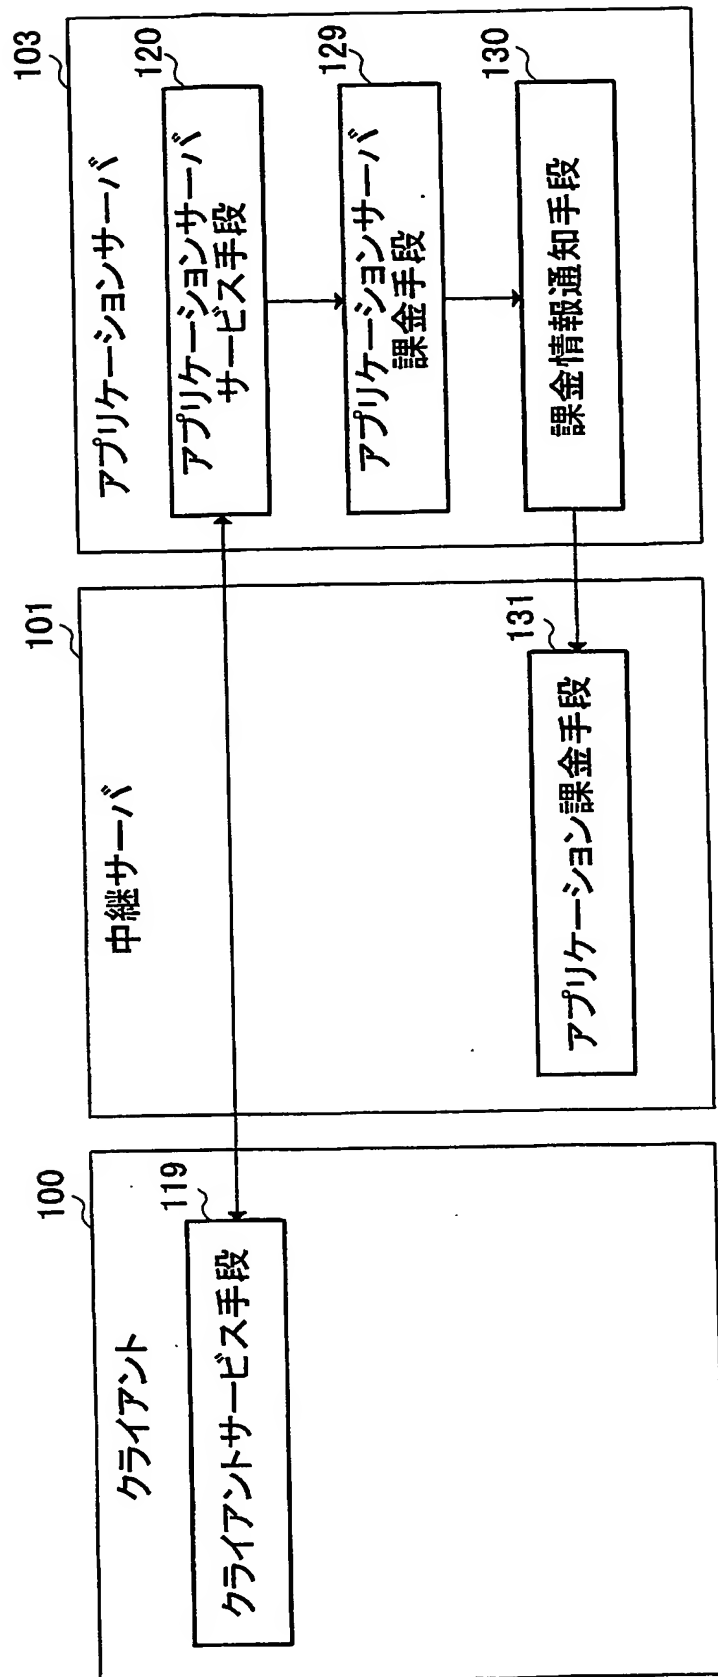 クライアント
100
クライアントサービス手段
119
中継サーバ
101
アプリケーション課金手段
131
アプリケーションサーバ
103
アプリケーションサーバ
サービス手段
120
アプリケーションサーバ
課金手段
129
課金情報通知手段
130